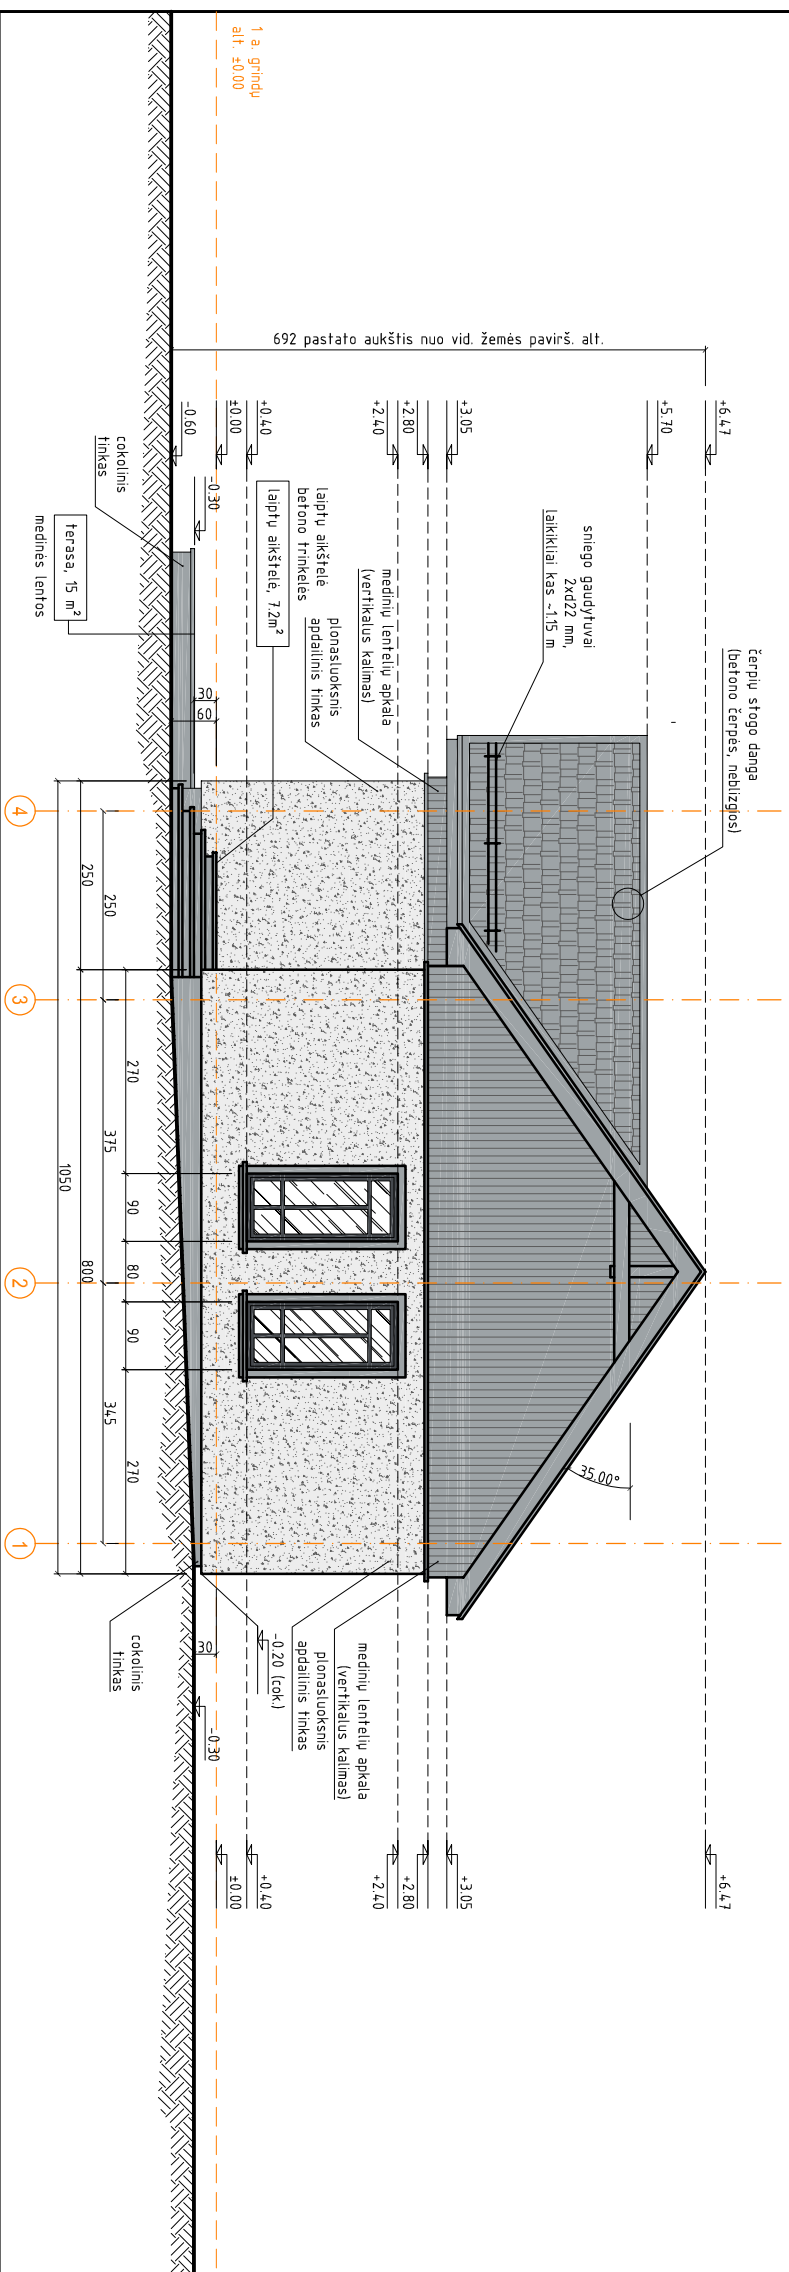 1 a. grindų
alt. ±0.00
692 pastato aukštis nuo vid. žemės pavirš. alt.
+6.47
+5.70
+3.05
+2.80
+2.40
+0.40
±0.00
-0.60
-0.30
čerpių stogo danga
(betono čerpės, neblizgios)
sniego gaudytuvai
2xd22 mm,
laikikliai kas ~1.15 m
medinių lentelių apkala
(vertikalus kalimas)
plonasluoksnis
apdailinis tinkas
laiptų aikštelė
betono trinkelės
laiptų aikštelė, 7.2m²
cokolinis
tinkas
terasa, 15 m²
medinės lentos
30
60
35.00°
270
90
80
90
270
250
375
345
250
800
1050
4
3
2
1
medinių lentelių apkala
(vertikalus kalimas)
plonasluoksnis
apdailinis tinkas
-0.20 (cok.)
30
cokolinis
tinkas
-0.30
+6.47
+3.05
+2.80
+2.40
+0.40
±0.00